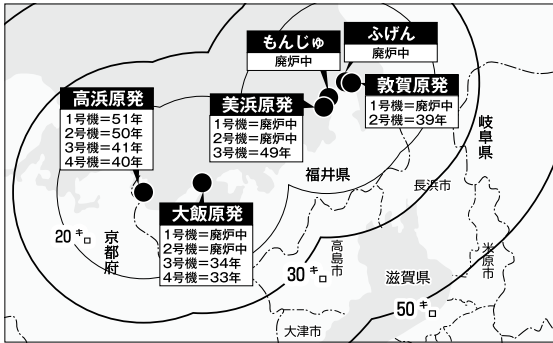 もんじゅ
廃炉中
ふげん
廃炉中
敦賀原発
1号機=廃炉中
2号機=39年
高浜原発
1号機=51年
2号機=50年
3号機=41年
4号機=40年
美浜原発
1号機=廃炉中
2号機=廃炉中
3号機=49年
大飯原発
1号機=廃炉中
2号機=廃炉中
3号機=34年
4号機=33年
福井県
岐阜県
長浜市
米原市
滋賀県
高島市
大津市
京都府
20キロ
30キロ
50キロ